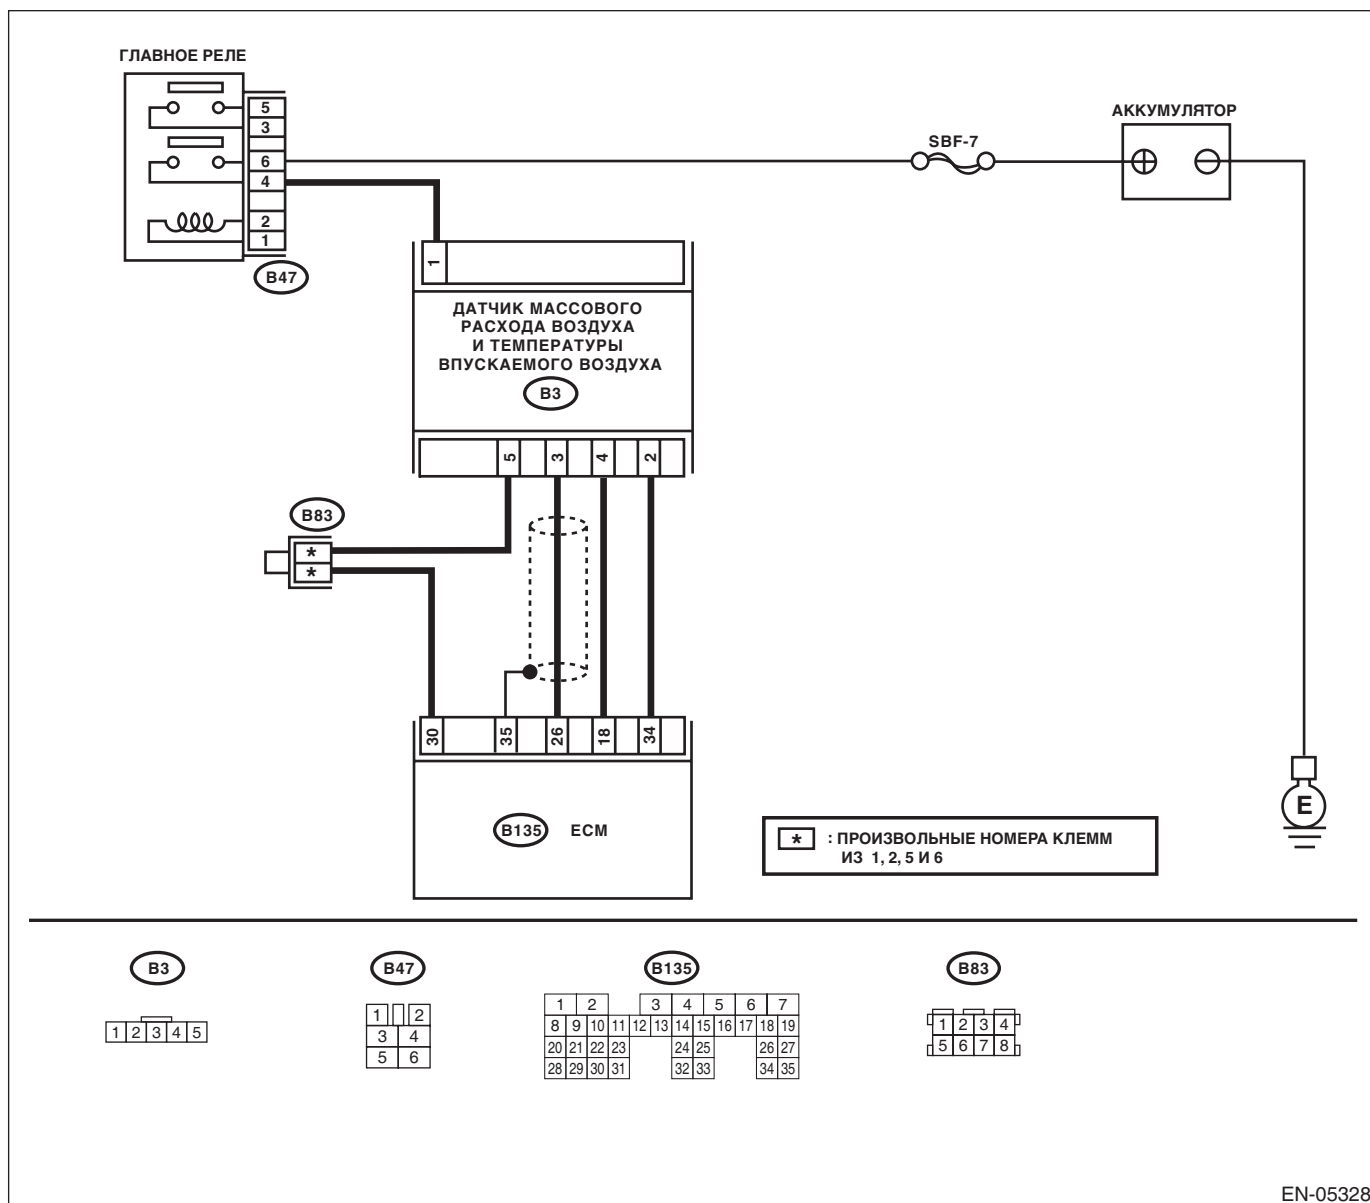 ГЛАВНОЕ РЕЛЕ
5
3
6
4
2
1
B47
SBF-7
АККУМУЛЯТОР
1
ДАТЧИК МАССОВОГО
РАСХОДА ВОЗДУХА
И ТЕМПЕРАТУРЫ
ВПУСКАЕМОГО ВОЗДУХА
B3
5 3 4 2
B83
*
*
30 35 26 18 34
B135 ECM
E
* : ПРОИЗВОЛЬНЫЕ НОМЕРА КЛЕММ
ИЗ 1, 2, 5 И 6
B3
1 2 3 4 5
B47
1 2
3 4
5 6
B135
1 2 3 4 5 6 7
8 9 10 11 12 13 14 15 16 17 18 19
20 21 22 23 24 25 26 27
28 29 30 31 32 33 34 35
B83
1 2 3 4
5 6 7 8
EN-05328